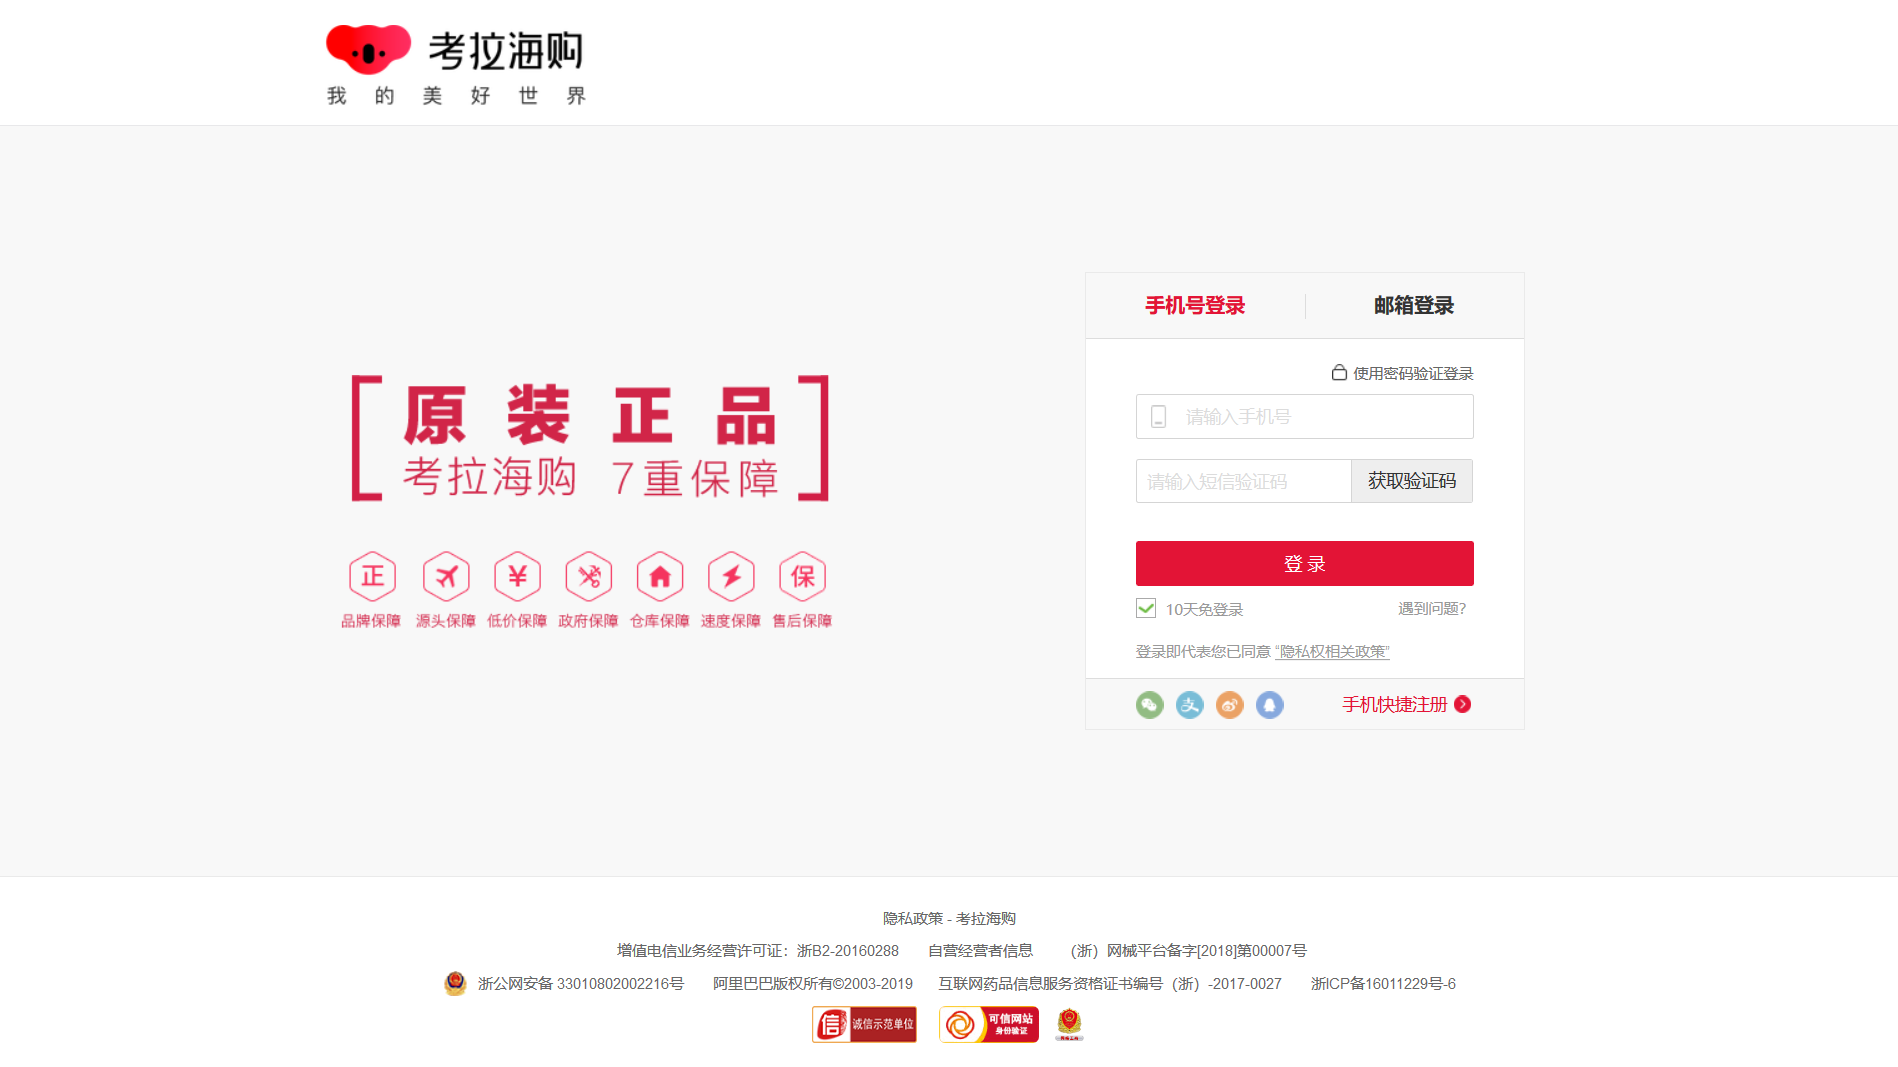 考拉海购
我的美好世界
手机号登录
邮箱登录
使用密码验证登录
请输入手机号
请输入短信验证码
获取验证码
登 录
10天免登录
遇到问题?
登录即代表您已同意 “隐私权相关政策”
手机快捷注册
原装正品
考拉海购 7重保障
正
¥
保
品牌保障 源头保障 低价保障 政府保障 仓库保障 速度保障 售后保障
隐私政策 - 考拉海购
增值电信业务经营许可证：浙B2-20160288 自营经营者信息 （浙）网械平台备字[2018]第00007号
浙公网安备 33010802002216号 阿里巴巴版权所有©2003-2019 互联网药品信息服务资格证书编号（浙）-2017-0027 浙ICP备16011229号-6
信 诚信示范单位
可信网站
身份验证